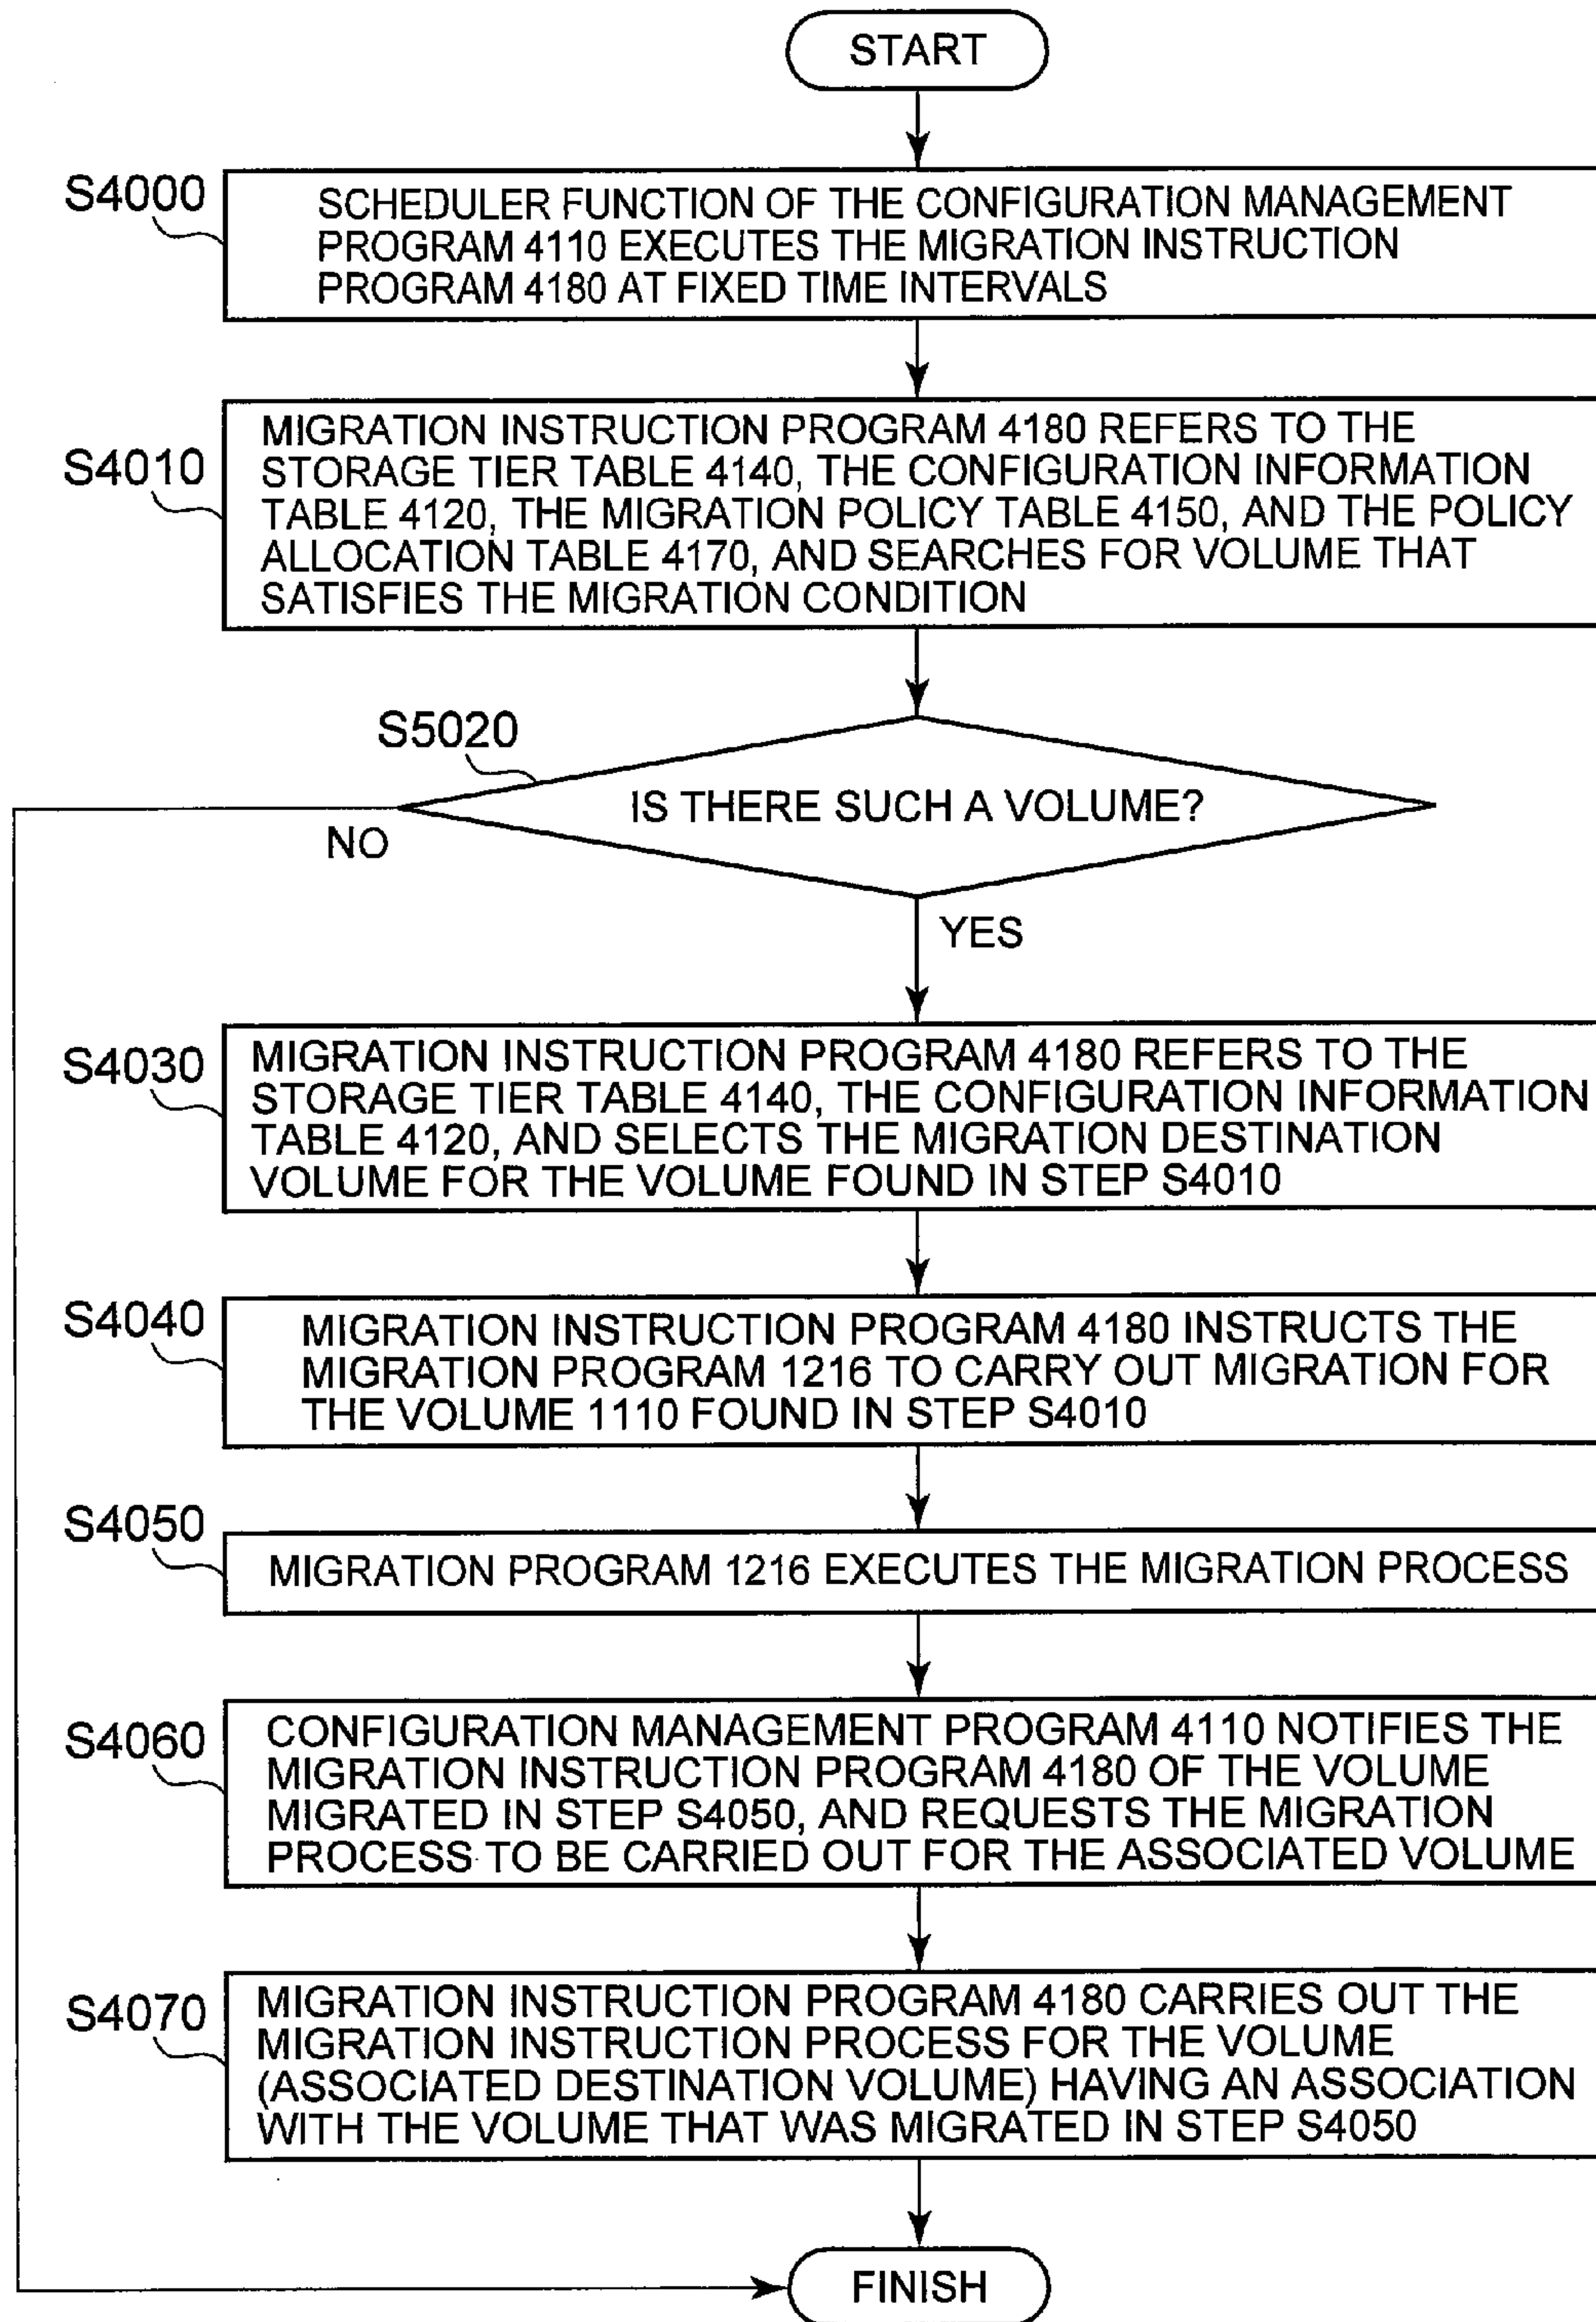 START
S4000
SCHEDULER FUNCTION OF THE CONFIGURATION MANAGEMENT
PROGRAM 4110 EXECUTES THE MIGRATION INSTRUCTION
PROGRAM 4180 AT FIXED TIME INTERVALS
S4010
MIGRATION INSTRUCTION PROGRAM 4180 REFERS TO THE
STORAGE TIER TABLE 4140, THE CONFIGURATION INFORMATION
TABLE 4120, THE MIGRATION POLICY TABLE 4150, AND THE POLICY
ALLOCATION TABLE 4170, AND SEARCHES FOR VOLUME THAT
SATISFIES THE MIGRATION CONDITION
S5020
IS THERE SUCH A VOLUME?
NO
YES
S4030
MIGRATION INSTRUCTION PROGRAM 4180 REFERS TO THE
STORAGE TIER TABLE 4140, THE CONFIGURATION INFORMATION
TABLE 4120, AND SELECTS THE MIGRATION DESTINATION
VOLUME FOR THE VOLUME FOUND IN STEP S4010
S4040
MIGRATION INSTRUCTION PROGRAM 4180 INSTRUCTS THE
MIGRATION PROGRAM 1216 TO CARRY OUT MIGRATION FOR
THE VOLUME 1110 FOUND IN STEP S4010
S4050
MIGRATION PROGRAM 1216 EXECUTES THE MIGRATION PROCESS
S4060
CONFIGURATION MANAGEMENT PROGRAM 4110 NOTIFIES THE
MIGRATION INSTRUCTION PROGRAM 4180 OF THE VOLUME
MIGRATED IN STEP S4050, AND REQUESTS THE MIGRATION
PROCESS TO BE CARRIED OUT FOR THE ASSOCIATED VOLUME
S4070
MIGRATION INSTRUCTION PROGRAM 4180 CARRIES OUT THE
MIGRATION INSTRUCTION PROCESS FOR THE VOLUME
(ASSOCIATED DESTINATION VOLUME) HAVING AN ASSOCIATION
WITH THE VOLUME THAT WAS MIGRATED IN STEP S4050
FINISH